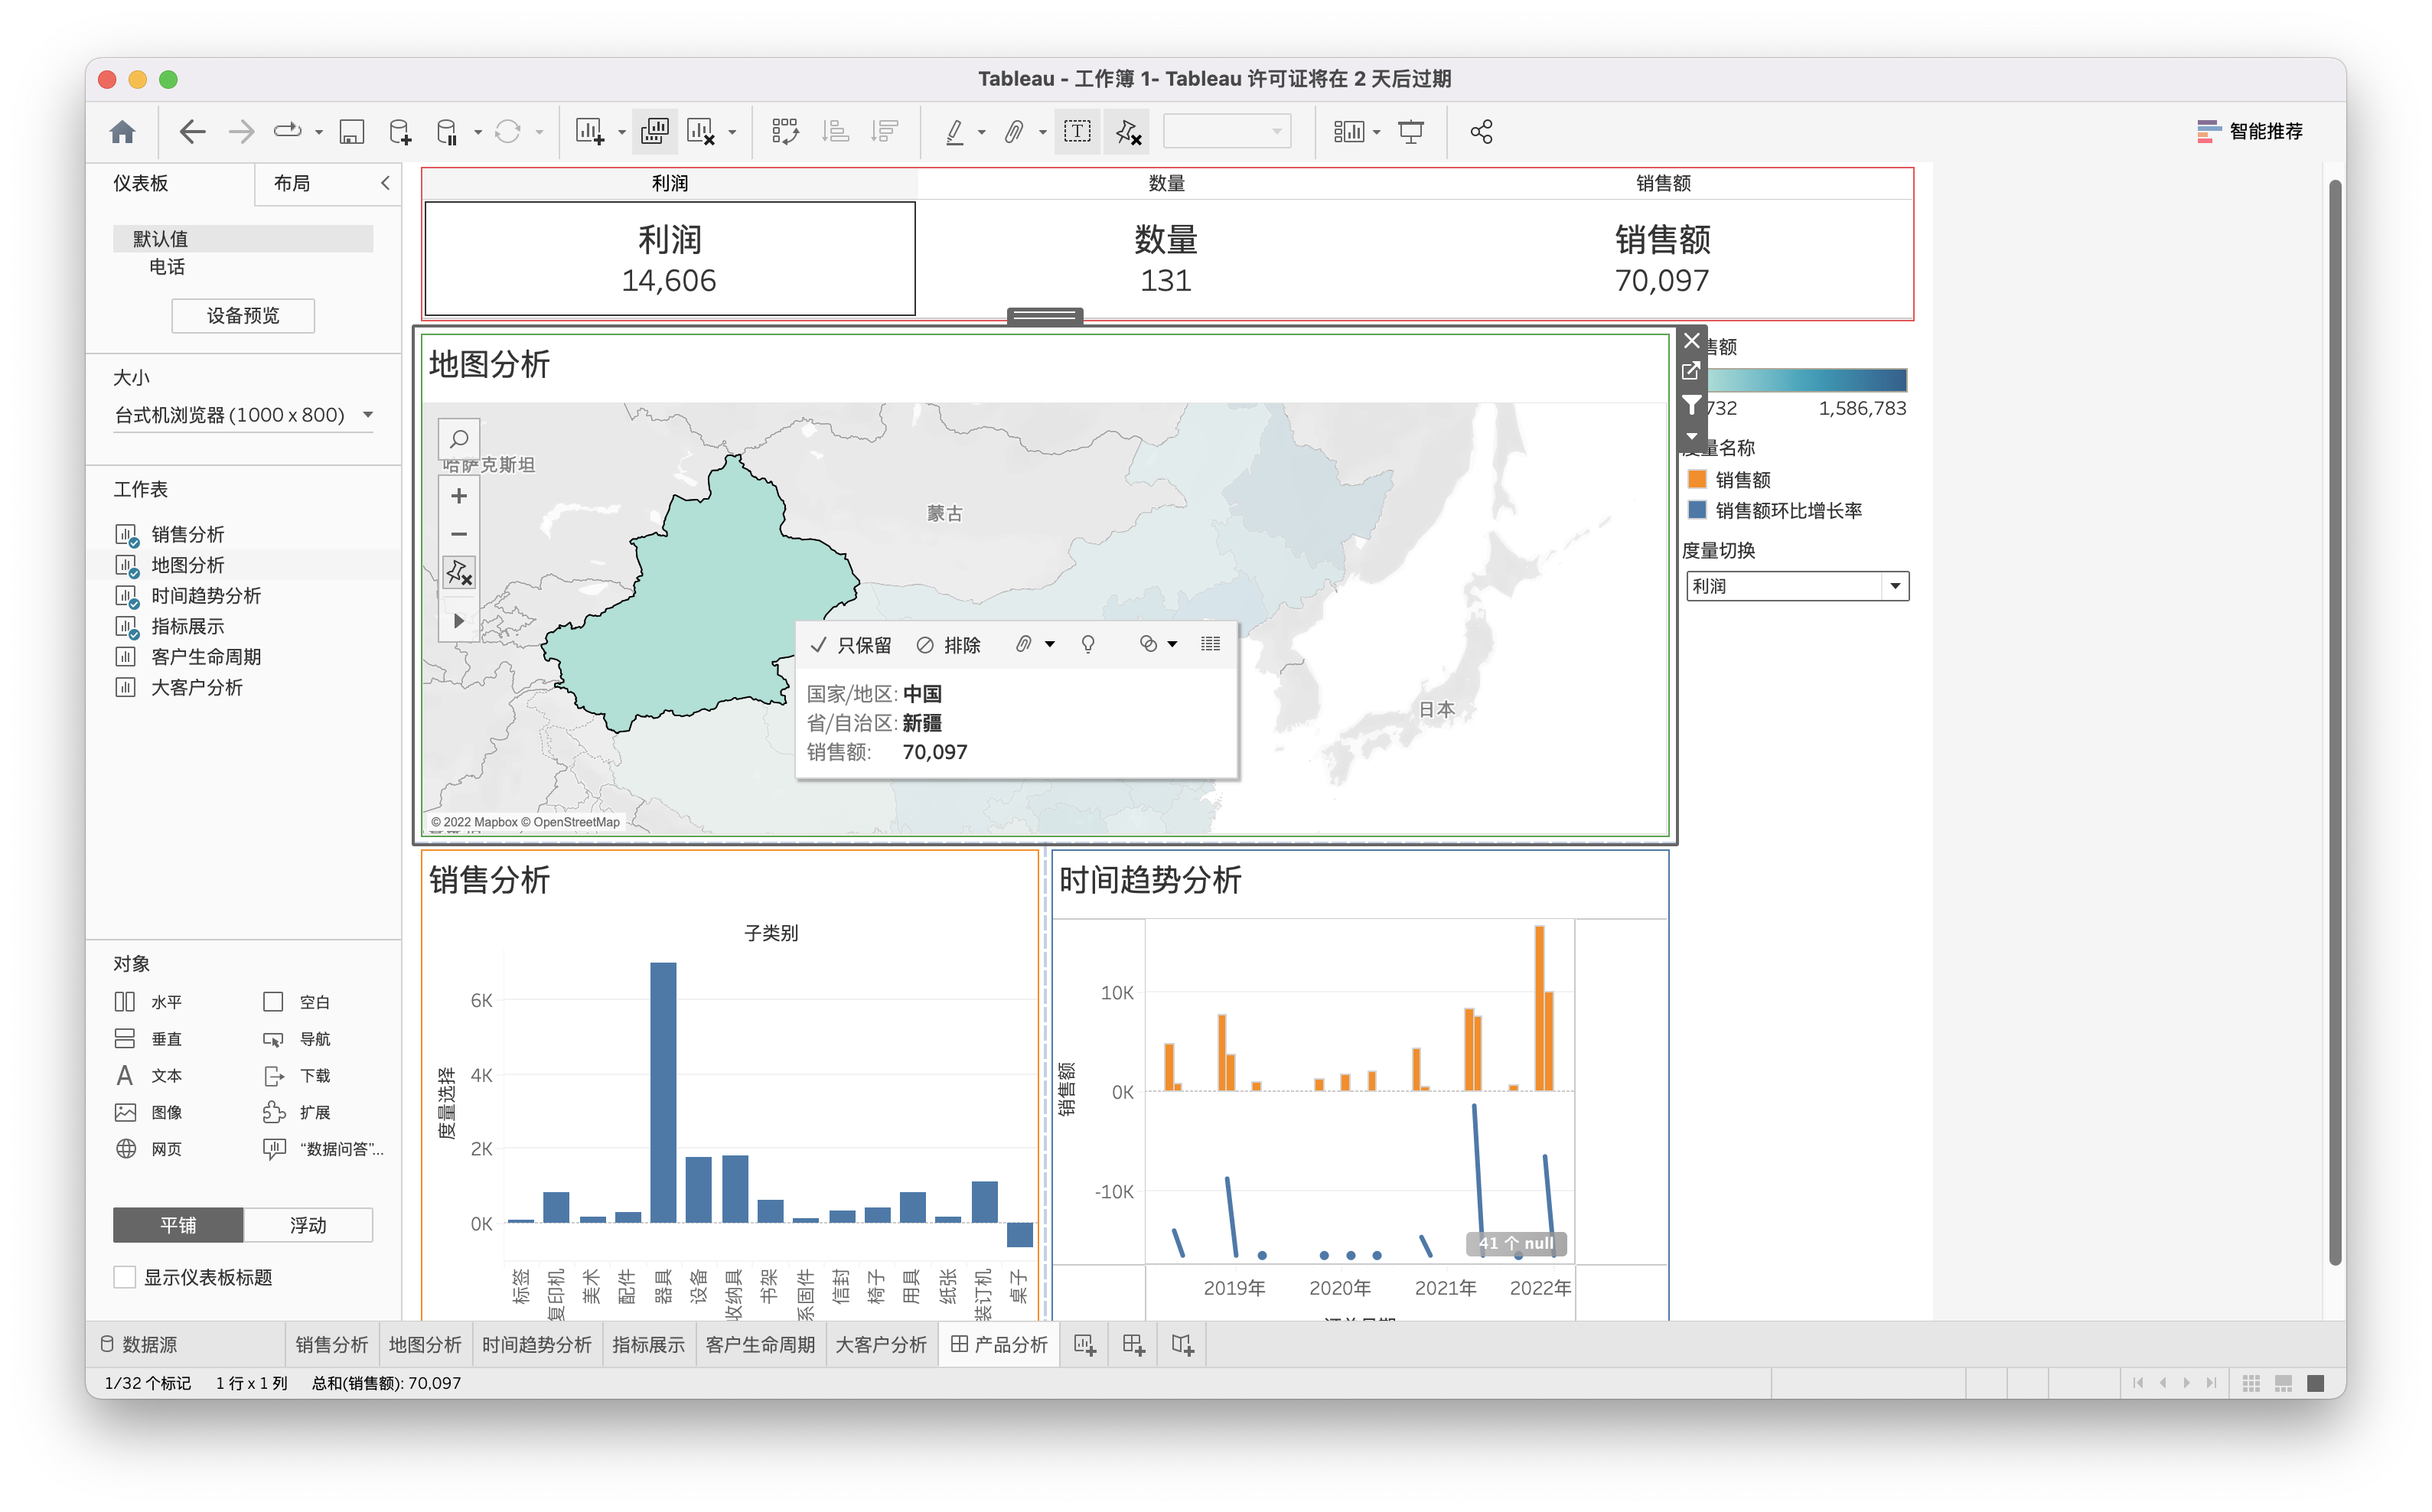 Tableau - 工作簿 1- Tableau 许可证将在 2 天后过期
智能推荐
仪表板
布局
默认值
电话
设备预览
大小
台式机浏览器 (1000 x 800)
工作表
销售分析
地图分析
时间趋势分析
指标展示
客户生命周期
大客户分析
对象
水平
空白
垂直
导航
文本
下载
图像
扩展
网页
“数据问答”...
平铺
浮动
显示仪表板标题
利润
数量
销售额
利润
数量
销售额
14,606
131
70,097
地图分析
哈萨克斯坦
蒙古
日本
只保留
排除
国家/地区: 中国
省/自治区: 新疆
销售额: 70,097
© 2022 Mapbox © OpenStreetMap
售额
732
1,586,783
度量名称
销售额
销售额环比增长率
度量切换
利润
销售分析
子类别
度量选择
6K
4K
2K
0K
标签
复印机
美术
配件
器具
设备
收纳具
书架
系固件
信封
椅子
用具
纸张
装订机
桌子
时间趋势分析
销售额
10K
0K
-10K
41 个 null
2019年
2020年
2021年
2022年
数据源
销售分析
地图分析
时间趋势分析
指标展示
客户生命周期
大客户分析
产品分析
1/32 个标记
1 行 x 1 列
总和(销售额): 70,097